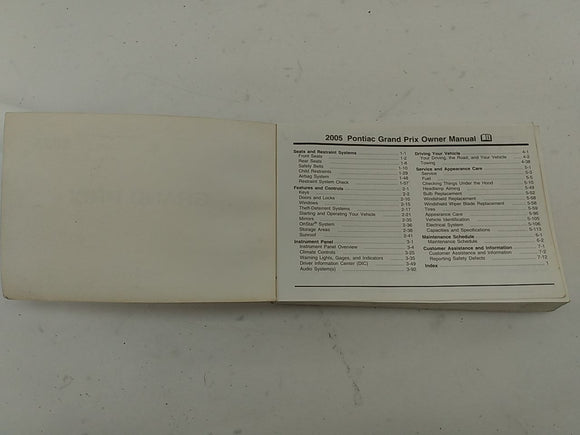 2005 Pontiac Grand Prix Owner Manual
Seats and Restraint Systems 1-1
Front Seats 1-2
Rear Seats 1-8
Safety Belts 1-10
Child Restraints 1-29
Airbag System 1-48
Restraint System Check 1-57
Features and Controls 2-1
Keys 2-2
Doors and Locks 2-10
Windows 2-15
Theft-Deterrent Systems 2-17
Starting and Operating Your Vehicle 2-21
Mirrors 2-35
OnStar® System 2-36
Storage Areas 2-38
Sunroof 2-41
Instrument Panel 3-1
Instrument Panel Overview 3-4
Climate Controls 3-25
Warning Lights, Gages, and Indicators 3-33
Driver Information Center (DIC) 3-49
Audio System(s) 3-92
Driving Your Vehicle 4-1
Your Driving, the Road, and Your Vehicle 4-2
Towing 4-38
Service and Appearance Care 5-1
Service 5-3
Fuel 5-5
Checking Things Under the Hood 5-10
Headlamp Aiming 5-49
Bulb Replacement 5-52
Windshield Replacement 5-58
Windshield Wiper Blade Replacement 5-58
Tires 5-59
Appearance Care 5-96
Vehicle Identification 5-105
Electrical System 5-106
Capacities and Specifications 5-113
Maintenance Schedule 6-1
Maintenance Schedule 6-2
Customer Assistance and Information 7-1
Customer Assistance and Information 7-2
Reporting Safety Defects 7-12
Index 1